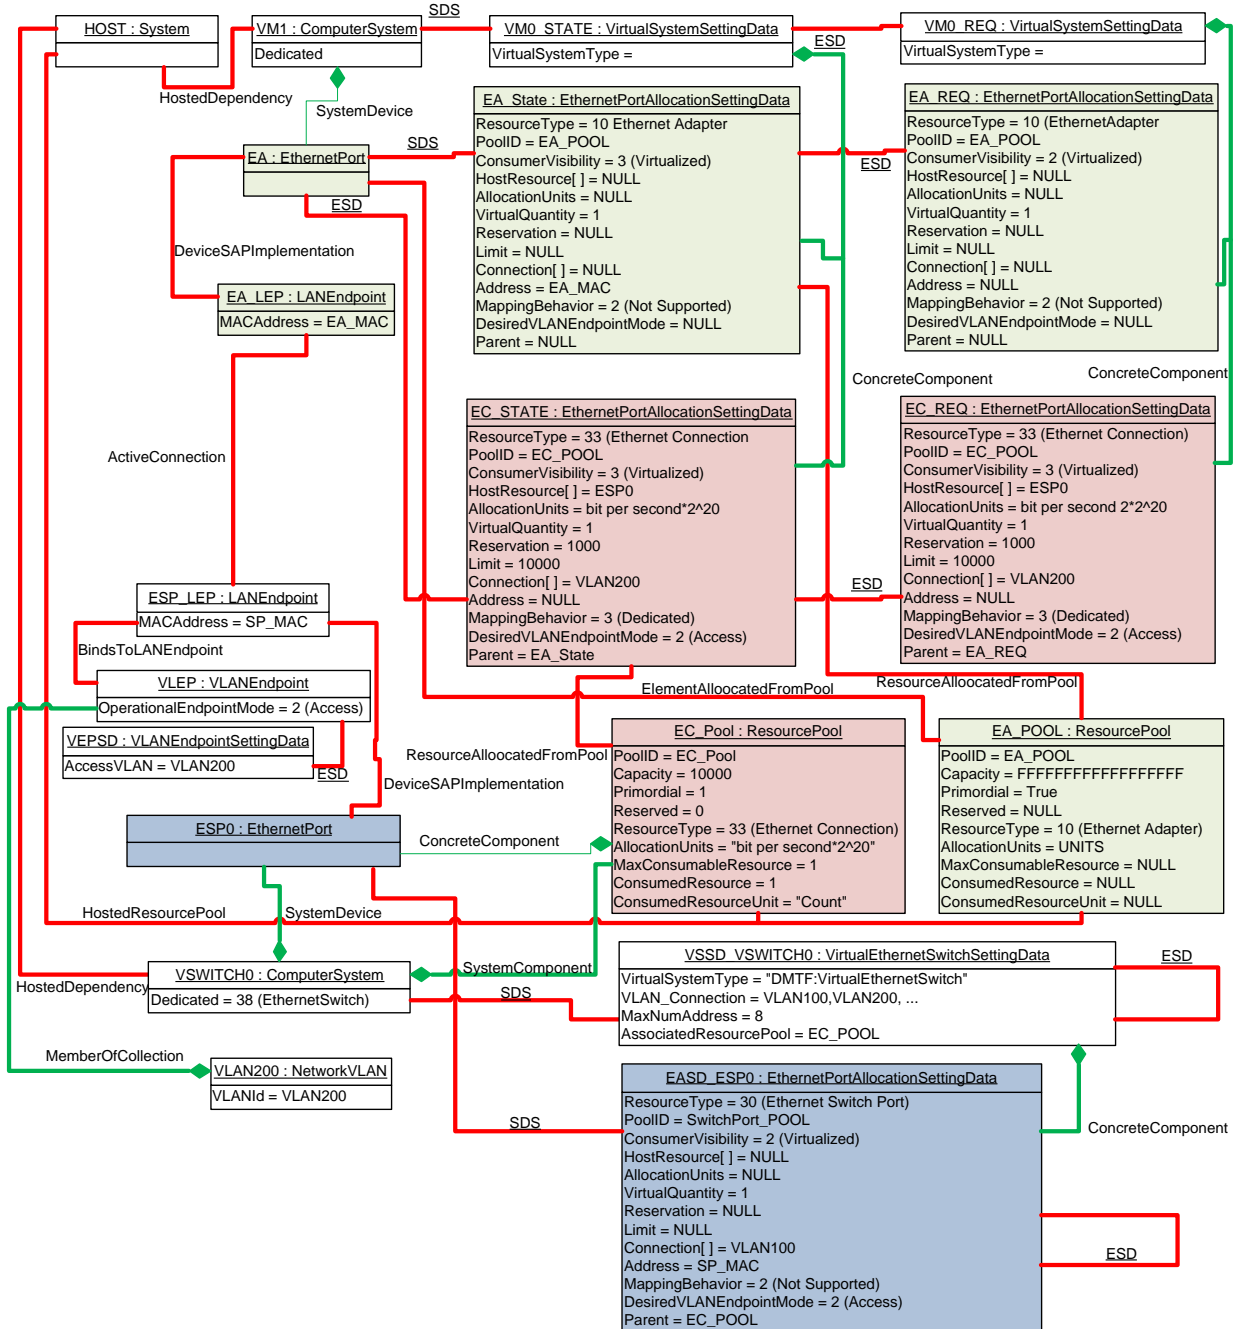 SDS
HOST : System
VM1 : ComputerSystem
Dedicated
VM0_STATE : VirtualSystemSettingData
VirtualSystemType =
VM0_REQ : VirtualSystemSettingData
VirtualSystemType =
ESD
HostedDependency
SystemDevice
EA_State : EthernetPortAllocationSettingData
ResourceType = 10 Ethernet Adapter
PoolID = EA_POOL
ConsumerVisibility = 3 (Virtualized)
HostResource[ ] = NULL
AllocationUnits = NULL
VirtualQuantity = 1
Reservation = NULL
Limit = NULL
Connection[ ] = NULL
Address = EA_MAC
MappingBehavior = 2 (Not Supported)
DesiredVLANEndpointMode = NULL
Parent = NULL
EA_REQ : EthernetPortAllocationSettingData
ResourceType = 10 (EthernetAdapter
PoolID = EA_POOL
ConsumerVisibility = 2 (Virtualized)
HostResource[ ] = NULL
AllocationUnits = NULL
VirtualQuantity = 1
Reservation = NULL
Limit = NULL
Connection[ ] = NULL
Address = NULL
MappingBehavior = 2 (Not Supported)
DesiredVLANEndpointMode = NULL
Parent = NULL
EA : EthernetPort
SDS
ESD
ESD
DeviceSAPImplementation
EA_LEP : LANEndpoint
MACAddress = EA_MAC
ConcreteComponent
ConcreteComponent
ActiveConnection
EC_STATE : EthernetPortAllocationSettingData
ResourceType = 33 (Ethernet Connection
PoolID = EC_POOL
ConsumerVisibility = 3 (Virtualized)
HostResource[ ] = ESP0
AllocationUnits = bit per second*2^20
VirtualQuantity = 1
Reservation = 1000
Limit = 10000
Connection[ ] = VLAN200
Address = NULL
MappingBehavior = 3 (Dedicated)
DesiredVLANEndpointMode = 2 (Access)
Parent = EA_State
EC_REQ : EthernetPortAllocationSettingData
ResourceType = 33 (Ethernet Connection)
PoolID = EC_POOL
ConsumerVisibility = 3 (Virtualized)
HostResource[ ] = ESP0
AllocationUnits = bit per second 2*2^20
VirtualQuantity = 1
Reservation = 1000
Limit = 10000
Connection[ ] = VLAN200
Address = NULL
MappingBehavior = 3 (Dedicated)
DesiredVLANEndpointMode = 2 (Access)
Parent = EA_REQ
ESD
ESP_LEP : LANEndpoint
MACAddress = SP_MAC
BindsToLANEndpoint
VLEP : VLANEndpoint
OperationalEndpointMode = 2 (Access)
VEPSD : VLANEndpointSettingData
AccessVLAN = VLAN200
ESD
ElementAlloocatedFromPool
ResourceAlloocatedFromPool
ResourceAlloocatedFromPool
DeviceSAPImplementation
EC_Pool : ResourcePool
PoolID = EC_Pool
Capacity = 10000
Primordial = 1
Reserved = 0
ResourceType = 33 (Ethernet Connection)
AllocationUnits = "bit per second*2^20"
MaxConsumableResource = 1
ConsumedResource = 1
ConsumedResourceUnit = "Count"
EA_POOL : ResourcePool
PoolID = EA_POOL
Capacity = FFFFFFFFFFFFFFFFFF
Primordial = True
Reserved = NULL
ResourceType = 10 (Ethernet Adapter)
AllocationUnits = UNITS
MaxConsumableResource = NULL
ConsumedResource = NULL
ConsumedResourceUnit = NULL
ESP0 : EthernetPort
ConcreteComponent
HostedResourcePool
SystemDevice
SystemComponent
HostedDependency
VSWITCH0 : ComputerSystem
Dedicated = 38 (EthernetSwitch)
SDS
VSSD_VSWITCH0 : VirtualEthernetSwitchSettingData
VirtualSystemType = "DMTF:VirtualEthernetSwitch"
VLAN_Connection = VLAN100,VLAN200, ...
MaxNumAddress = 8
AssociatedResourcePool = EC_POOL
ESD
MemberOfCollection
VLAN200 : NetworkVLAN
VLANId = VLAN200
SDS
EASD_ESP0 : EthernetPortAllocationSettingData
ResourceType = 30 (Ethernet Switch Port)
PoolID = SwitchPort_POOL
ConsumerVisibility = 2 (Virtualized)
HostResource[ ] = NULL
AllocationUnits = NULL
VirtualQuantity = 1
Reservation = NULL
Limit = NULL
Connection[ ] = VLAN100
Address = SP_MAC
MappingBehavior = 2 (Not Supported)
DesiredVLANEndpointMode = 2 (Access)
Parent = EC_POOL
ConcreteComponent
ESD